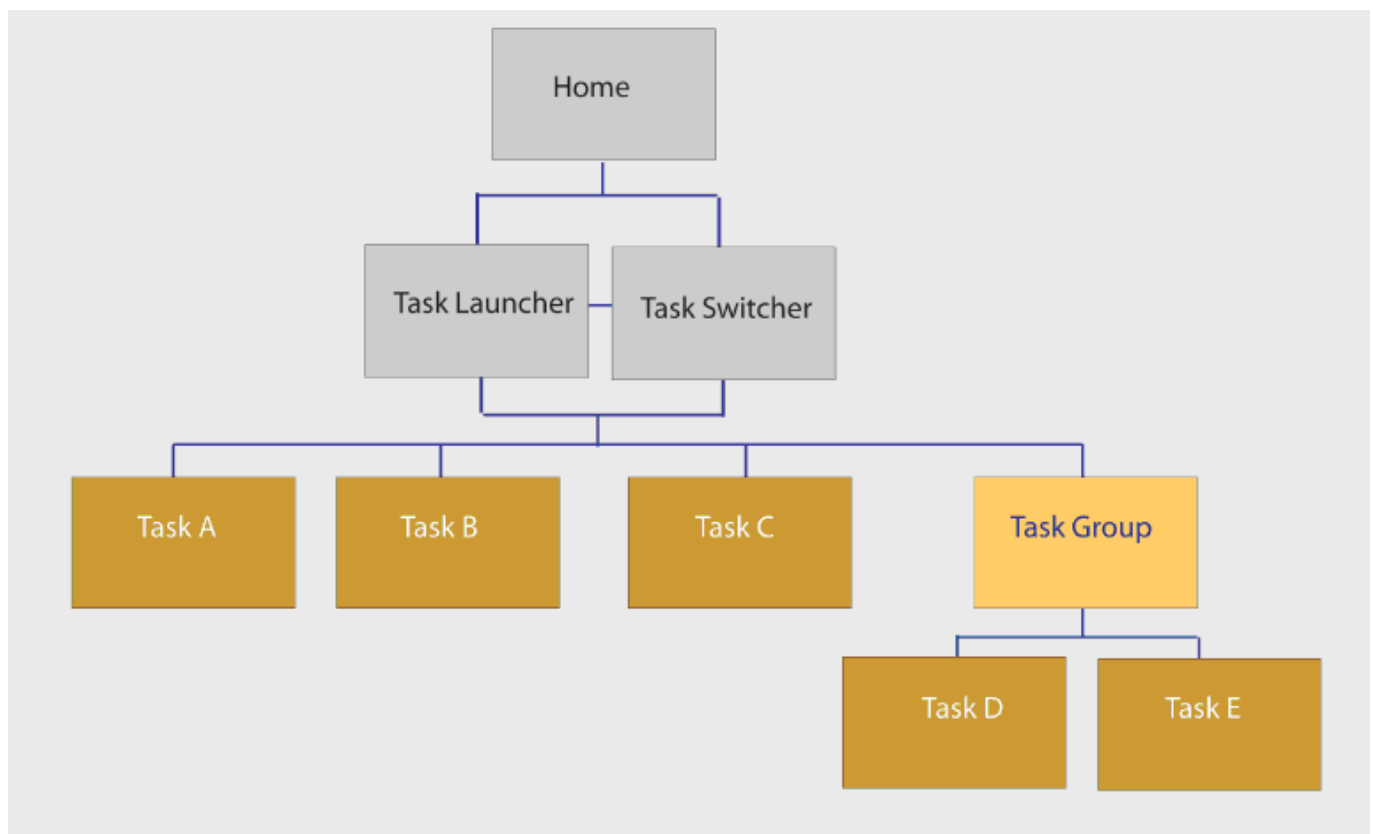 Home
Task Launcher
Task Switcher
Task A
Task B
Task C
Task Group
Task D
Task E